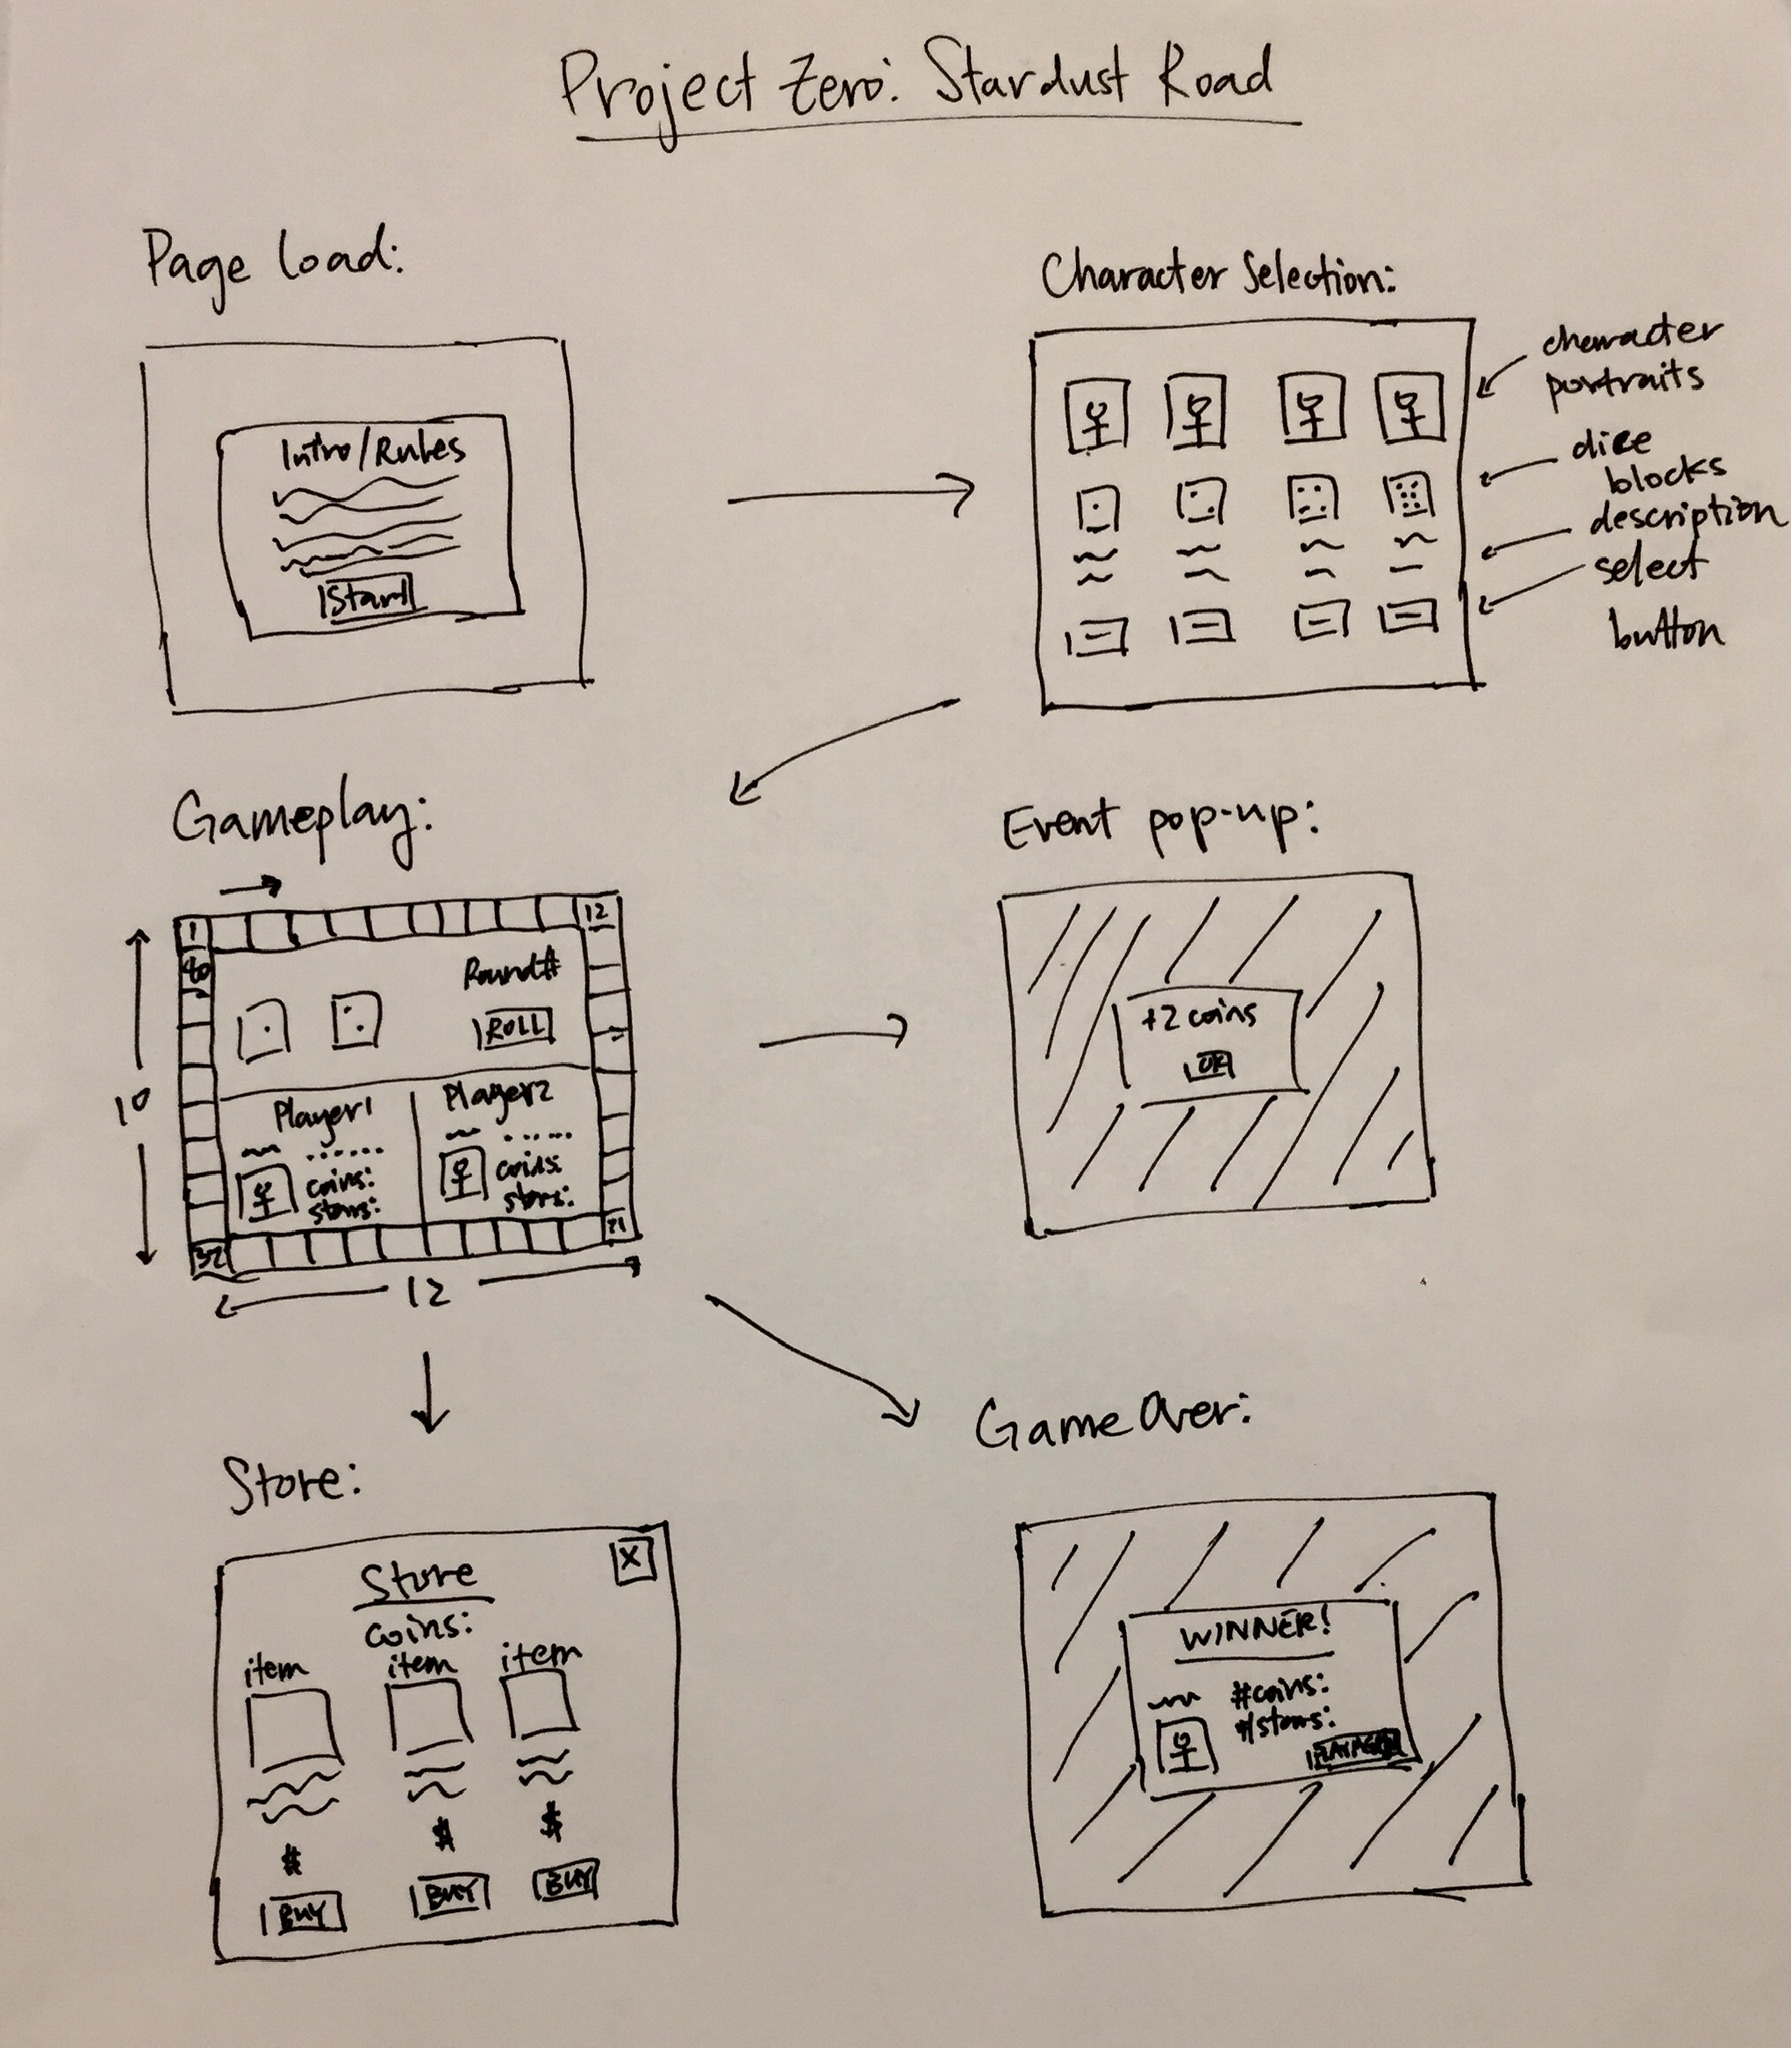 Project Zero: Stardust Road
Page load:
Intro/Rules
Start
Character Selection:
character
portraits
dice
blocks
description
select
button
Gameplay:
1
12
40
Round#
ROLL
Player1
coins:
stars:
Player2
coins:
stars:
32
21
10
12
Event pop-up:
+2 coins
OK
Store:
Store
X
coins:
item
item
item
#
$
$
BUY
BUY
BUY
Game Over:
WINNER!
#coins:
#stars: